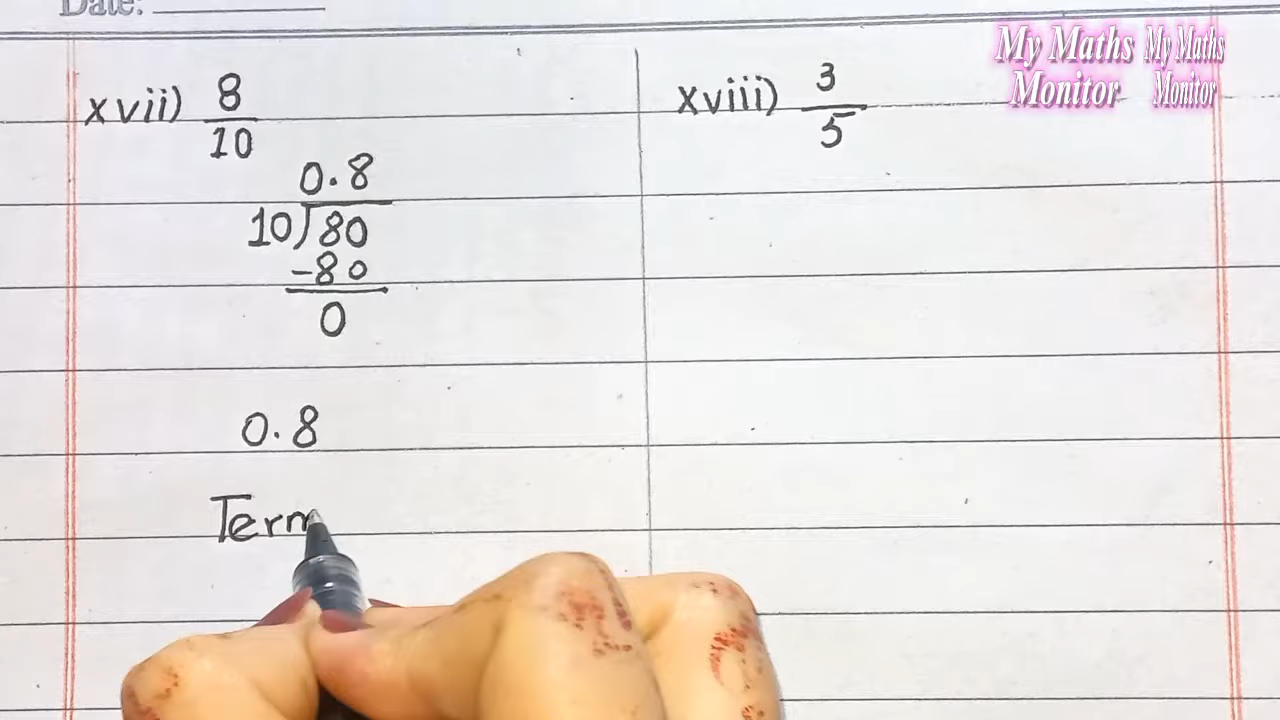 Date:
My Maths My Maths
Monitor Monitor
xvii) 8/10
0.8
10)80
-80
0
0.8
Term
xviii) 3/5